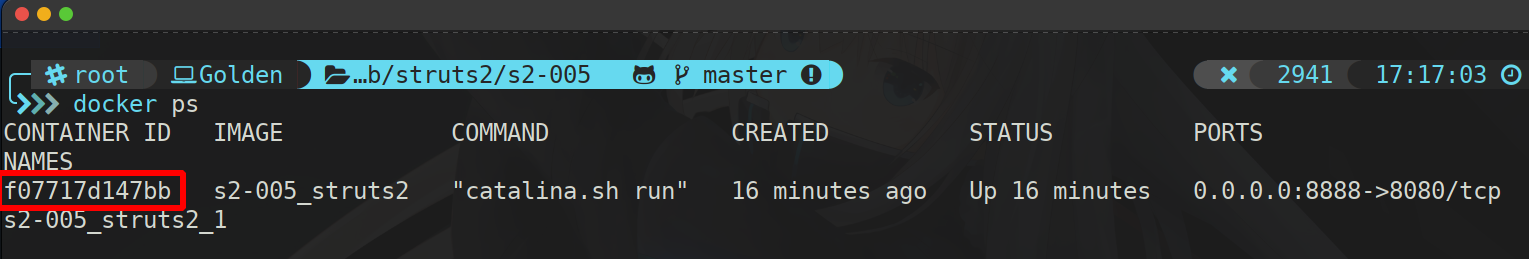 root Golden …b/struts2/s2-005 master 2941 17:17:03
docker ps
CONTAINER ID IMAGE COMMAND CREATED STATUS PORTS
NAMES
f07717d147bb s2-005_struts2 "catalina.sh run" 16 minutes ago Up 16 minutes 0.0.0.0:8888->8080/tcp
s2-005_struts2_1